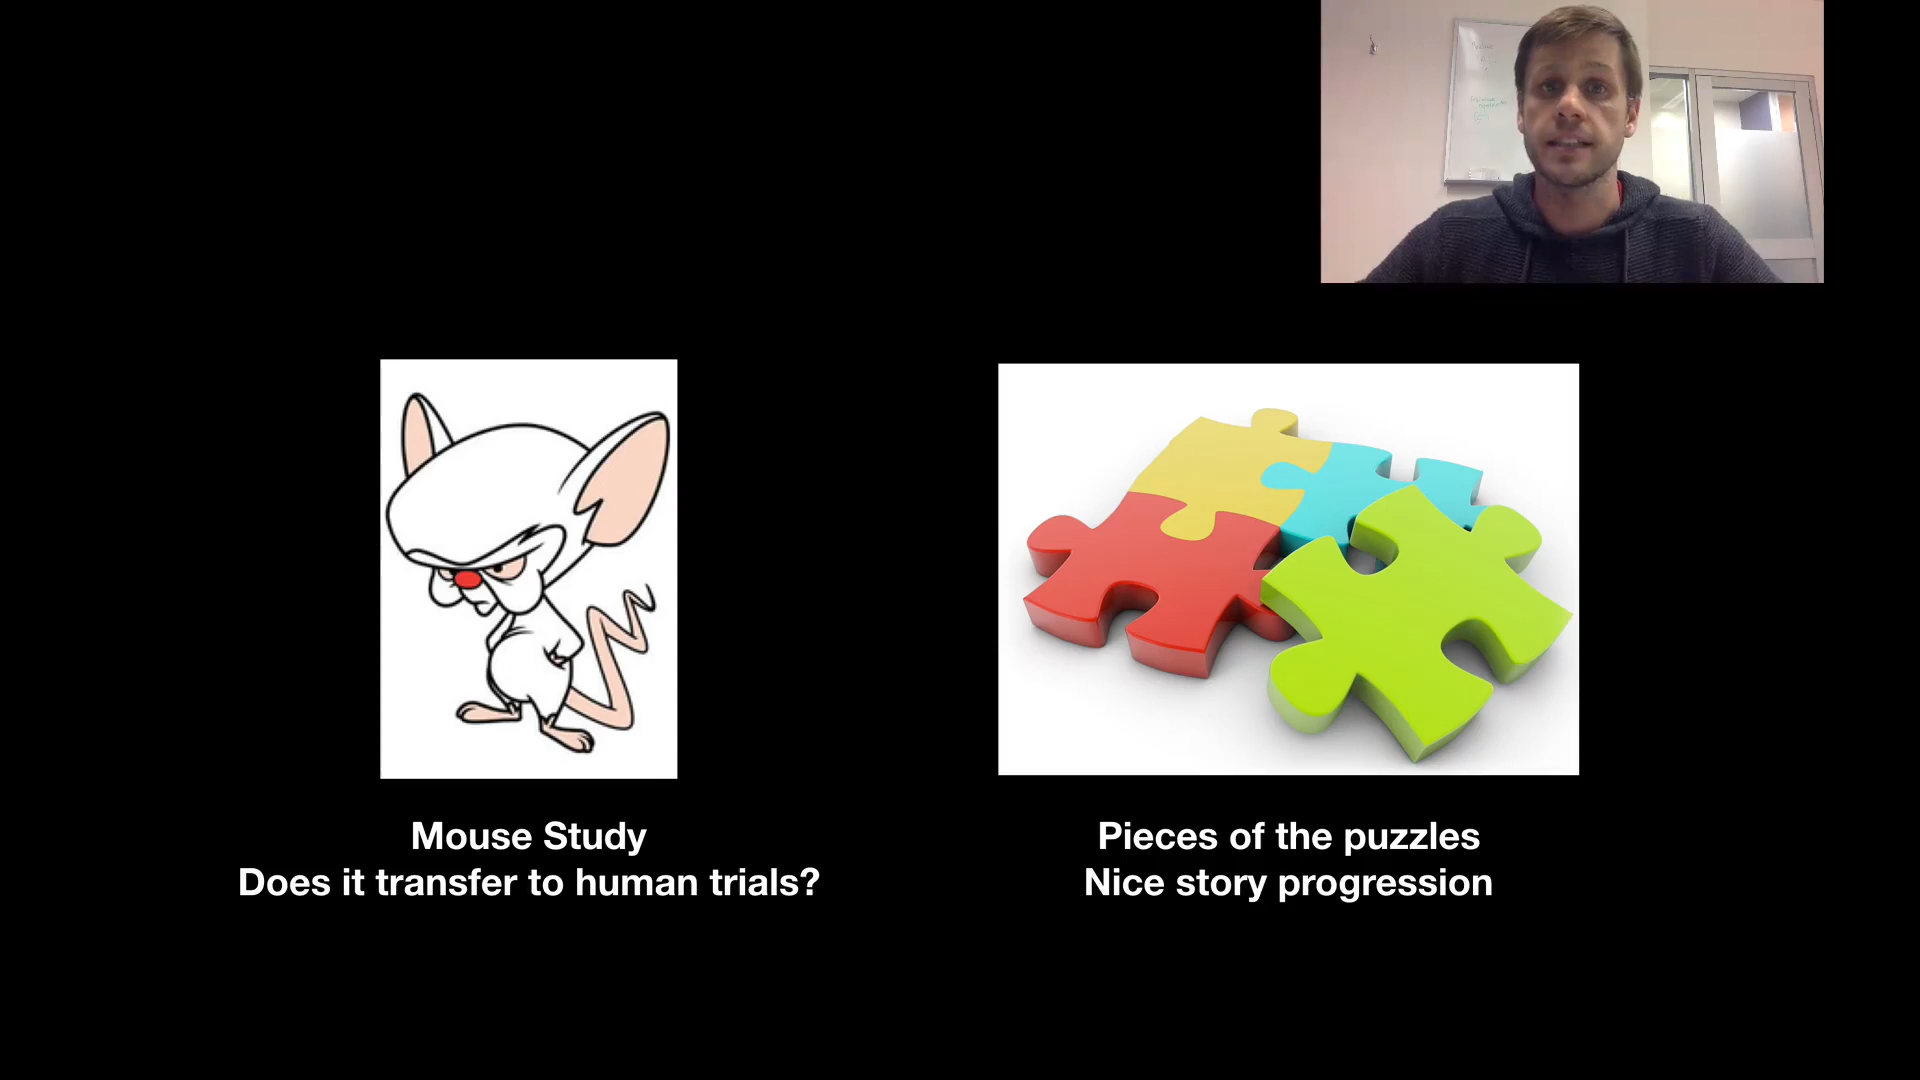 Mouse Study
Does it transfer to human trials?
Pieces of the puzzles
Nice story progression